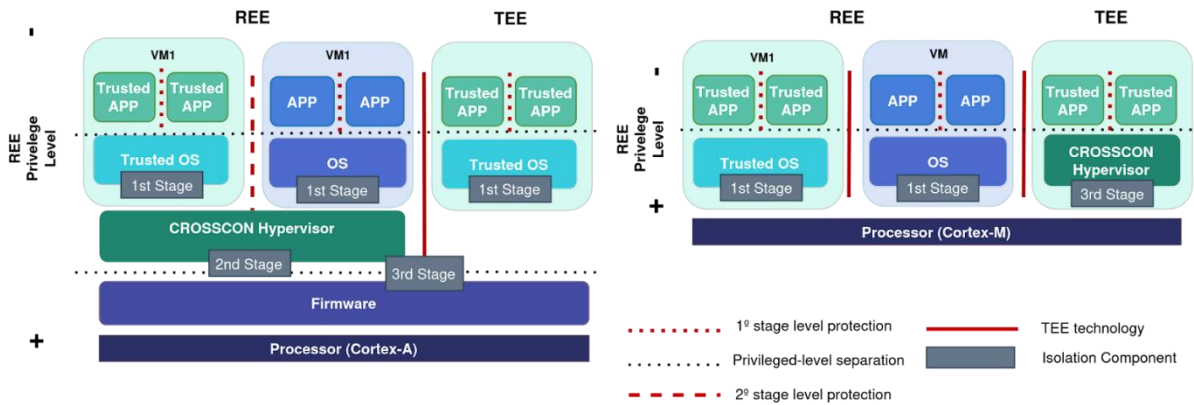 REE
TEE
-
VM1
VM1
Trusted
APP
Trusted
APP
APP
APP
Trusted
APP
Trusted
APP
REE
Privelege
Level
Trusted OS
1st Stage
OS
1st Stage
Trusted OS
1st Stage
CROSSCON Hypervisor
2nd Stage
3rd Stage
Firmware
+
Processor (Cortex-A)
REE
TEE
-
VM1
VM
Trusted
APP
Trusted
APP
APP
APP
Trusted
APP
Trusted
APP
REE
Privilege
Level
Trusted OS
1st Stage
OS
1st Stage
CROSSCON
Hypervisor
3rd Stage
+
Processor (Cortex-M)
1º stage level protection
Privileged-level separation
2º stage level protection
TEE technology
Isolation Component